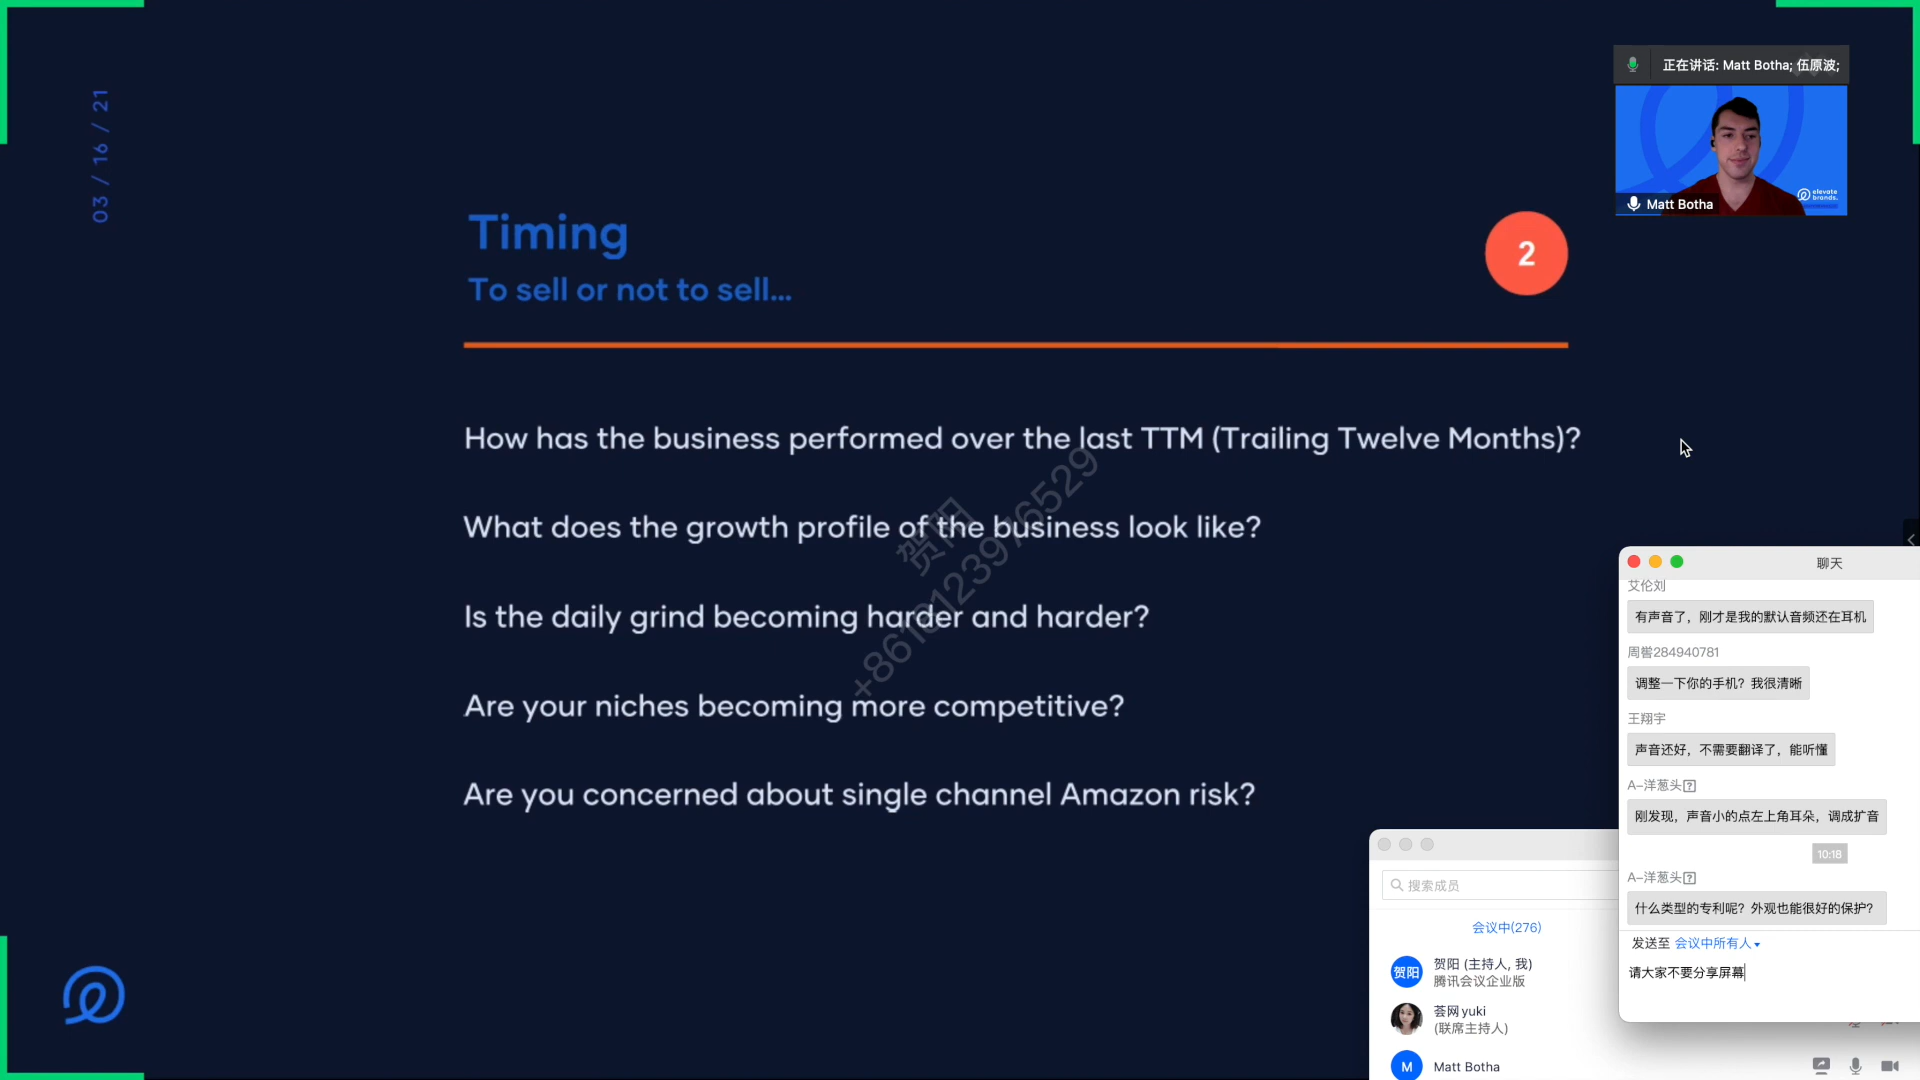 03 / 16 / 21
正在讲话: Matt Botha; 伍原波;
elevate
brands.
Matt Botha
Timing
To sell or not to sell...
2
How has the business performed over the last TTM (Trailing Twelve Months)?
What does the growth profile of the business look like?
Is the daily grind becoming harder and harder?
Are your niches becoming more competitive?
Are you concerned about single channel Amazon risk?
贺阳
聊天
艾伦刘
有声音了，刚才是我的默认音频还在耳机
周喾284940781
调整一下你的手机？我很清晰
王翔宇
声音还好，不需要翻译了，能听懂
A-洋葱头
刚发现，声音小的点左上角耳朵，调成扩音
10:18
A-洋葱头
什么类型的专利呢？外观也能很好的保护？
发送至 会议中所有人
请大家不要分享屏幕
搜索成员
会议中(276)
贺阳
贺阳 (主持人, 我)
腾讯会议企业版
荟网yuki
(联席主持人)
M
Matt Botha